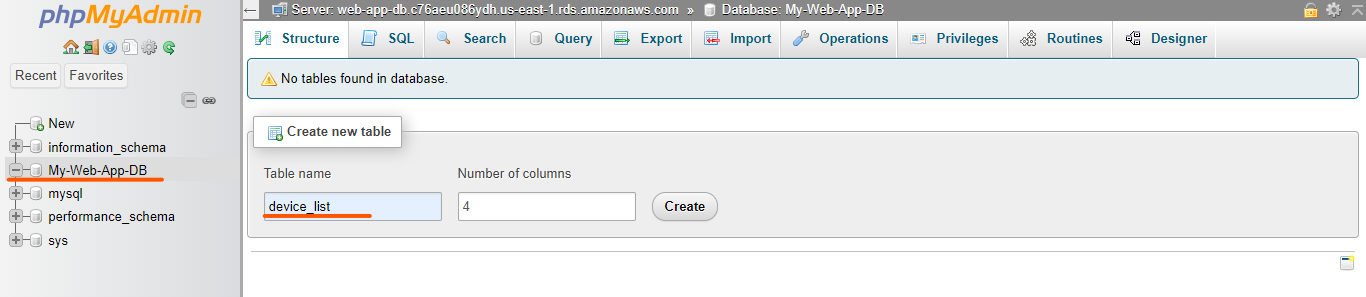 phpMyAdmin
Recent Favorites
New
information_schema
My-Web-App-DB
mysql
performance_schema
sys
Server: web-app-db.c76aeu086ydh.us-east-1.rds.amazonaws.com » Database: My-Web-App-DB
Structure SQL Search Query Export Import Operations Privileges Routines Designer
No tables found in database.
Create new table
Table name Number of columns
device_list 4 Create